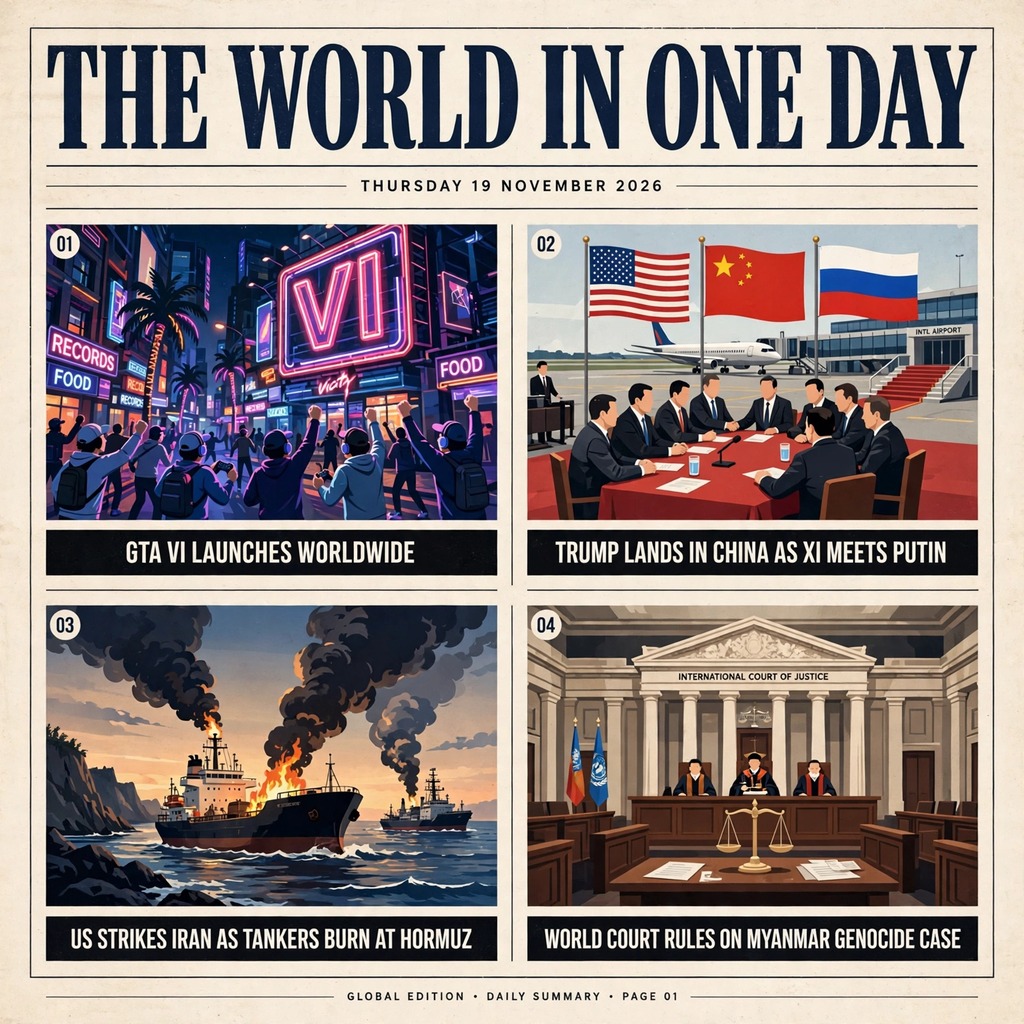 THE WORLD IN ONE DAY
THURSDAY 19 NOVEMBER 2026
01
VI
RECORDS
FOOD
RECORDS
FOOD
GTA VI LAUNCHES WORLDWIDE
02
INTL AIRPORT
TRUMP LANDS IN CHINA AS XI MEETS PUTIN
03
US STRIKES IRAN AS TANKERS BURN AT HORMUZ
04
INTERNATIONAL COURT OF JUSTICE
WORLD COURT RULES ON MYANMAR GENOCIDE CASE
GLOBAL EDITION • DAILY SUMMARY • PAGE 01